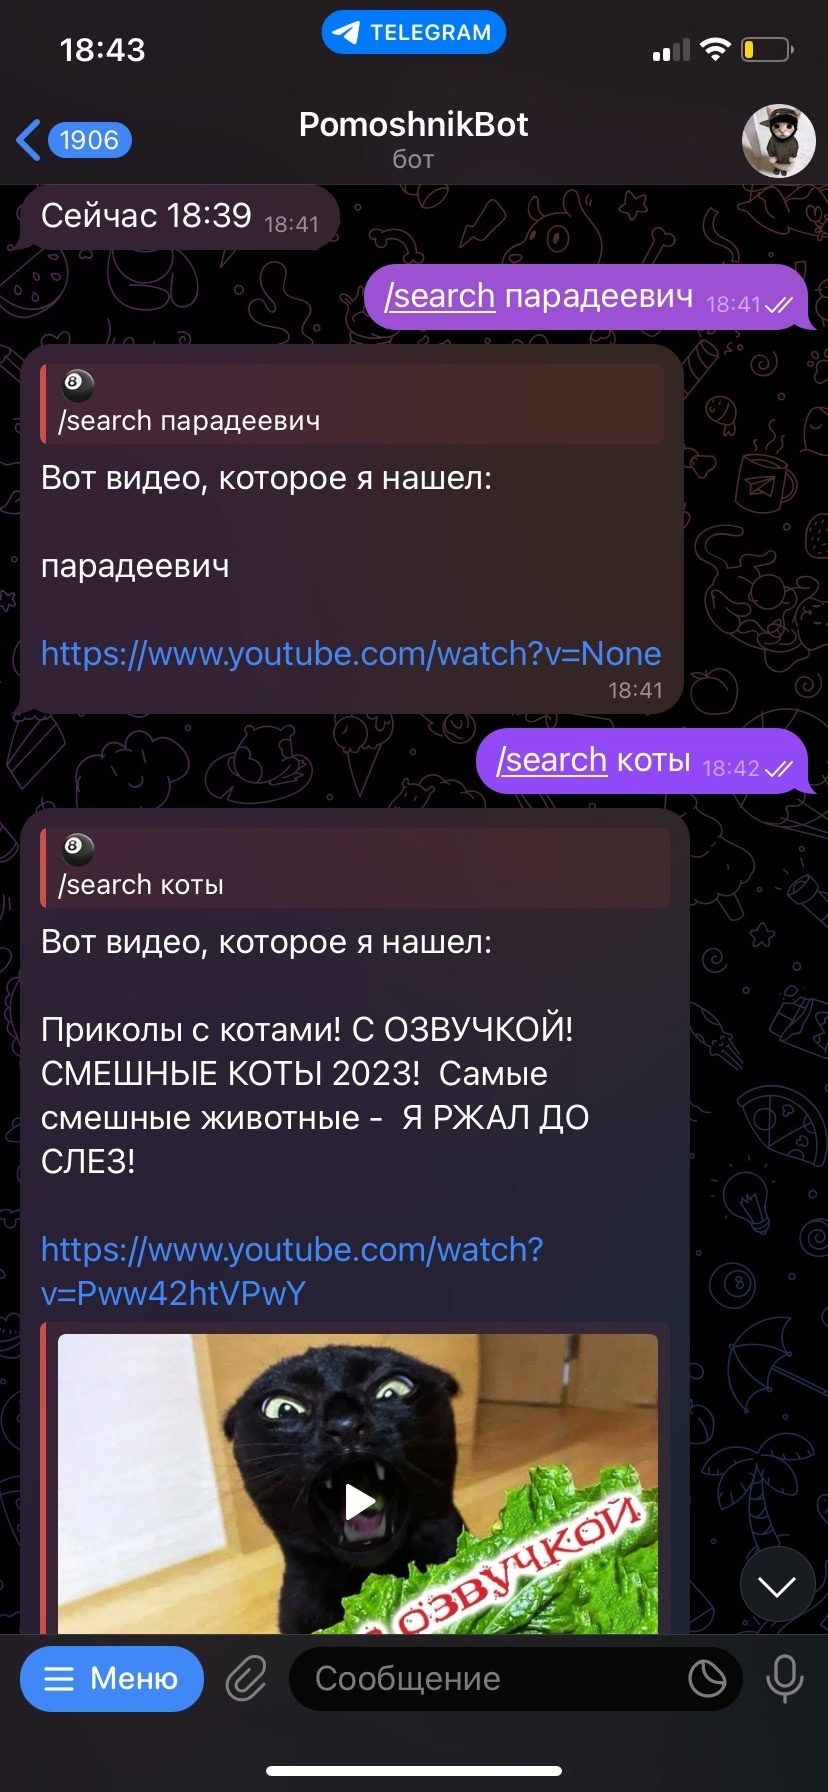 18:43
TELEGRAM
1906
PomoshnikBot
бот
Сейчас 18:39 18:41
/search парадеевич 18:41
8
/search парадеевич
Вот видео, которое я нашел:
парадеевич
https://www.youtube.com/watch?v=None
18:41
/search коты 18:42
8
/search коты
Вот видео, которое я нашел:
Приколы с котами! С ОЗВУЧКОЙ!
СМЕШНЫЕ КОТЫ 2023!  Самые
смешные животные -  Я РЖАЛ ДО
СЛЕЗ!
https://www.youtube.com/watch?
v=Pww42htVPwY
озвучкой
Меню
Сообщение